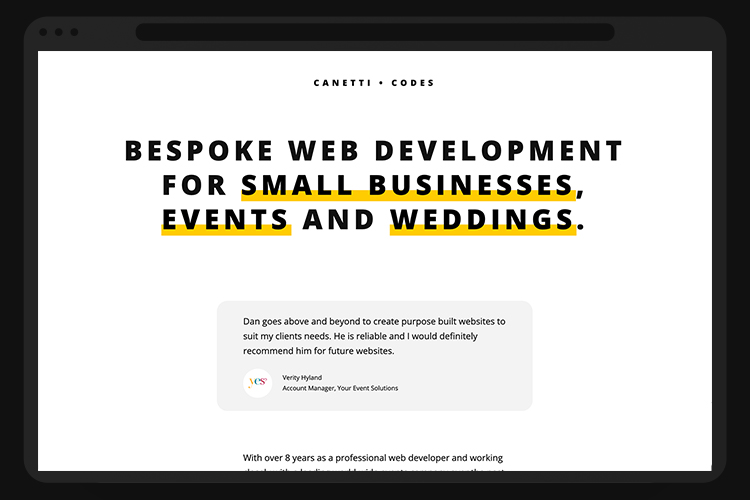 CANETTI • CODES
BESPOKE WEB DEVELOPMENT
FOR SMALL BUSINESSES,
EVENTS AND WEDDINGS.
Dan goes above and beyond to create purpose built websites to
suit my clients needs. He is reliable and I would definitely
recommend him for future websites.
yes
Verity Hyland
Account Manager, Your Event Solutions
With over 8 years as a professional web developer and working